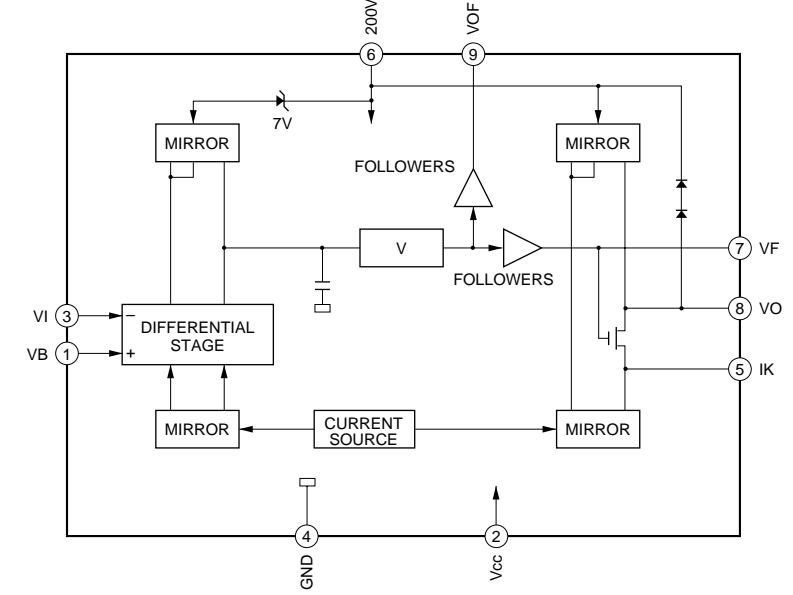 200V
VOF
6
9
7V
MIRROR
MIRROR
FOLLOWERS
V
FOLLOWERS
7 VF
VI 3
−
DIFFERENTIAL
STAGE
8 VO
VB 1
+
5 IK
MIRROR
CURRENT
SOURCE
MIRROR
4
2
GND
Vcc